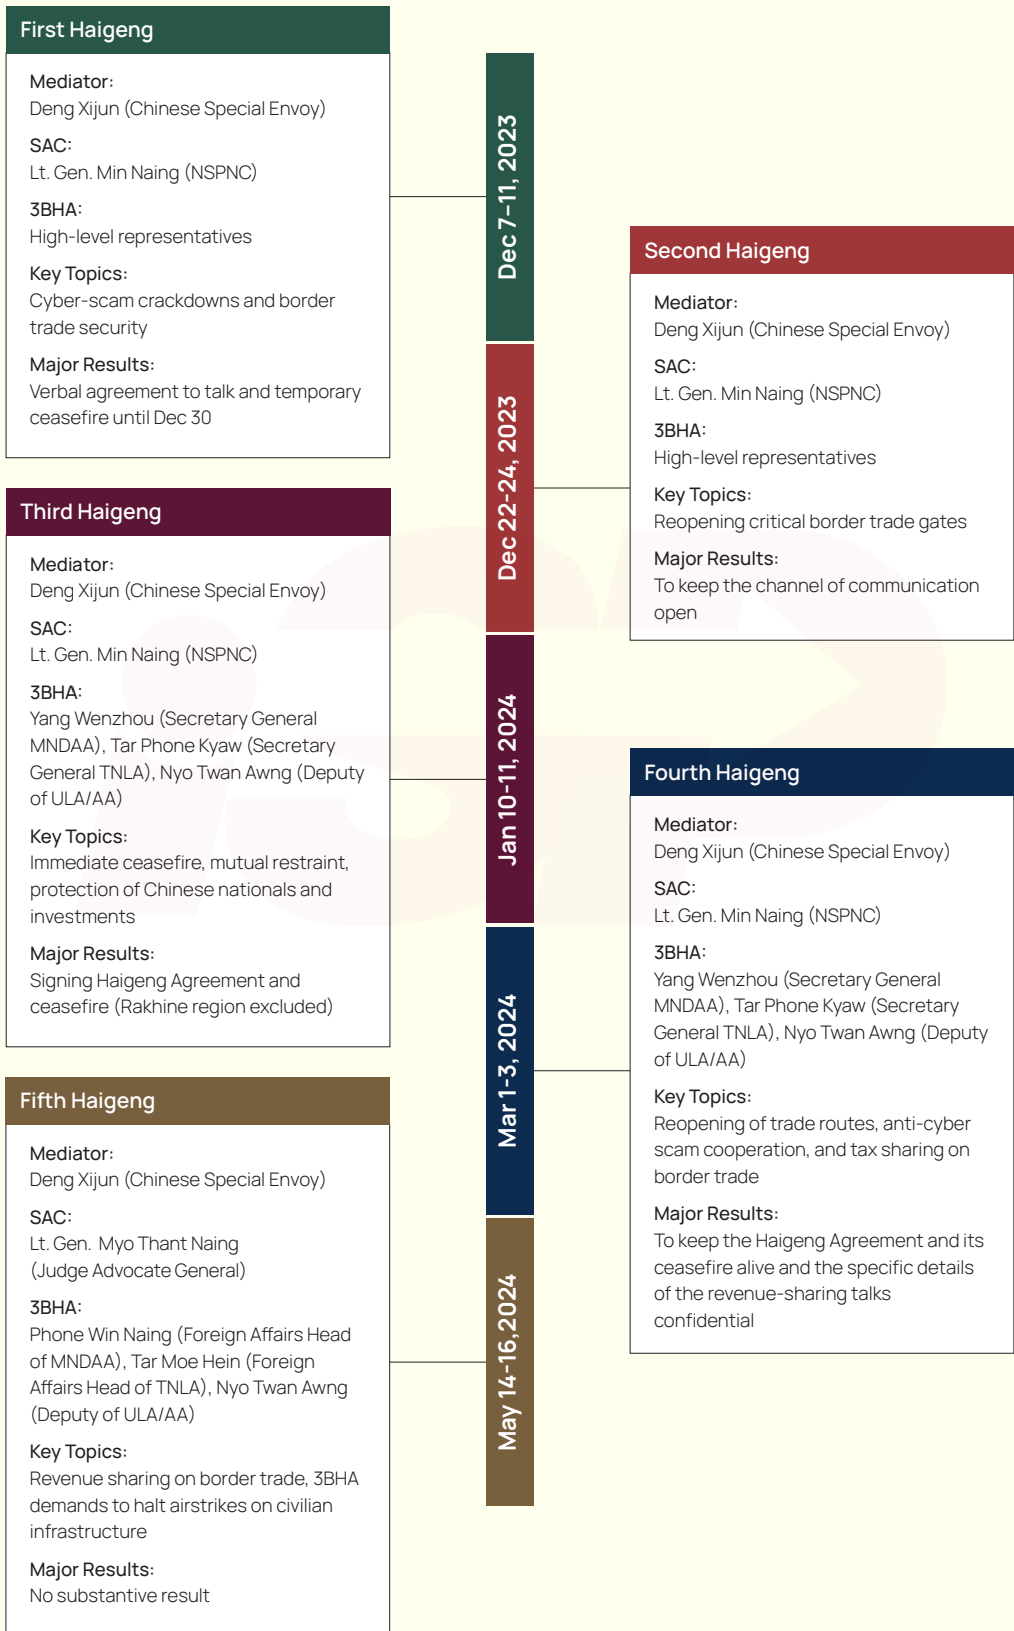 First Haigeng
Mediator:
Deng Xijun (Chinese Special Envoy)
SAC:
Lt. Gen. Min Naing (NSPNC)
3BHA:
High-level representatives
Key Topics:
Cyber-scam crackdowns and border
trade security
Major Results:
Verbal agreement to talk and temporary
ceasefire until Dec 30
Dec 7–11, 2023
Second Haigeng
Mediator:
Deng Xijun (Chinese Special Envoy)
SAC:
Lt. Gen. Min Naing (NSPNC)
3BHA:
High-level representatives
Key Topics:
Reopening critical border trade gates
Major Results:
To keep the channel of communication
open
Dec 22-24, 2023
Third Haigeng
Mediator:
Deng Xijun (Chinese Special Envoy)
SAC:
Lt. Gen. Min Naing (NSPNC)
3BHA:
Yang Wenzhou (Secretary General
MNDAA), Tar Phone Kyaw (Secretary
General TNLA), Nyo Twan Awng (Deputy
of ULA/AA)
Key Topics:
Immediate ceasefire, mutual restraint,
protection of Chinese nationals and
investments
Major Results:
Signing Haigeng Agreement and
ceasefire (Rakhine region excluded)
Jan 10-11, 2024
Fourth Haigeng
Mediator:
Deng Xijun (Chinese Special Envoy)
SAC:
Lt. Gen. Min Naing (NSPNC)
3BHA:
Yang Wenzhou (Secretary General
MNDAA), Tar Phone Kyaw (Secretary
General TNLA), Nyo Twan Awng (Deputy
of ULA/AA)
Key Topics:
Reopening of trade routes, anti-cyber
scam cooperation, and tax sharing on
border trade
Major Results:
To keep the Haigeng Agreement and its
ceasefire alive and the specific details
of the revenue-sharing talks
confidential
Mar 1-3, 2024
Fifth Haigeng
Mediator:
Deng Xijun (Chinese Special Envoy)
SAC:
Lt. Gen. Myo Thant Naing
(Judge Advocate General)
3BHA:
Phone Win Naing (Foreign Affairs Head
of MNDAA), Tar Moe Hein (Foreign
Affairs Head of TNLA), Nyo Twan Awng
(Deputy of ULA/AA)
Key Topics:
Revenue sharing on border trade, 3BHA
demands to halt airstrikes on civilian
infrastructure
Major Results:
No substantive result
May 14-16,2024